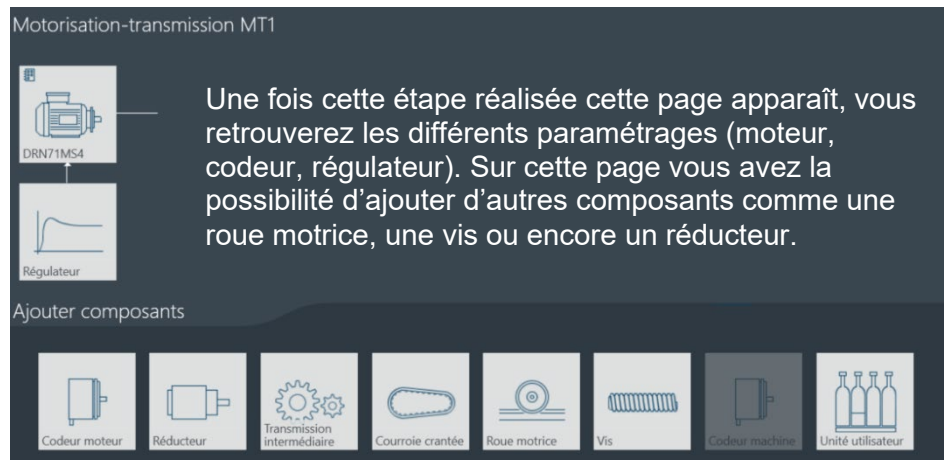 Motorisation-transmission MT1
DRN71MS4
Une fois cette étape réalisée cette page apparaît, vous
retrouverez les différents paramétrages (moteur,
codeur, régulateur). Sur cette page vous avez la
possibilité d’ajouter d’autres composants comme une
roue motrice, une vis ou encore un réducteur.
Régulateur
Ajouter composants
Codeur moteur
Réducteur
Transmission
intermédiaire
Courroie crantée
Roue motrice
Vis
Codeur machine
Unité utilisateur